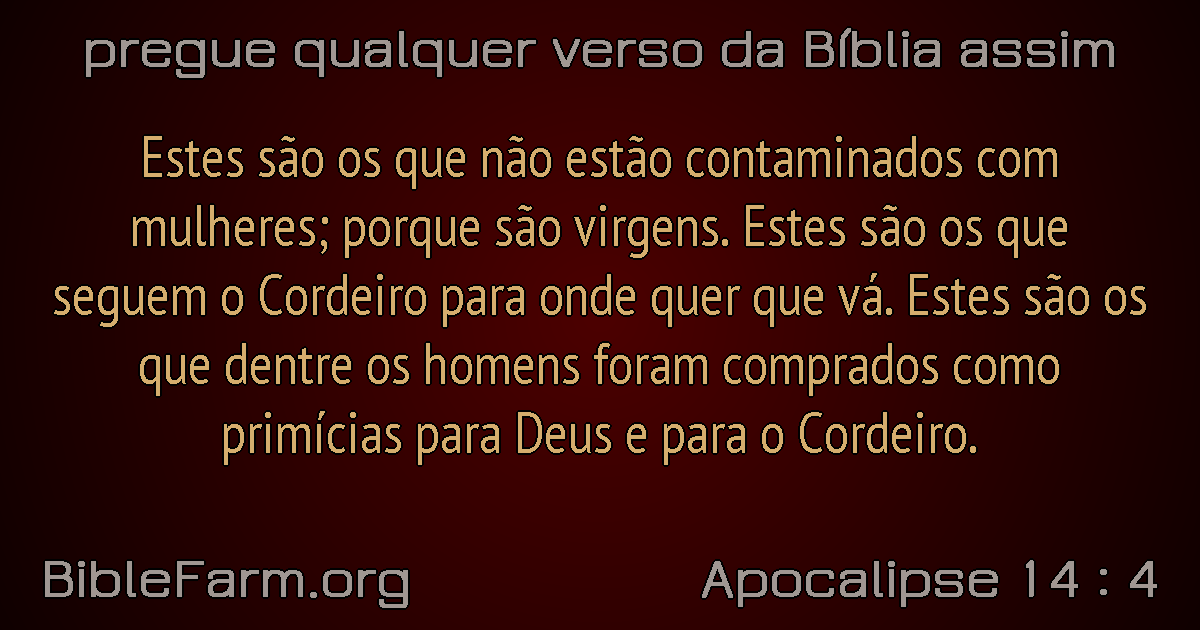 pregue qualquer verso da Bíblia assim
Estes são os que não estão contaminados com
mulheres; porque são virgens. Estes são os que
seguem o Cordeiro para onde quer que vá. Estes são os
que dentre os homens foram comprados como
primícias para Deus e para o Cordeiro.
BibleFarm.org
Apocalipse 14 : 4